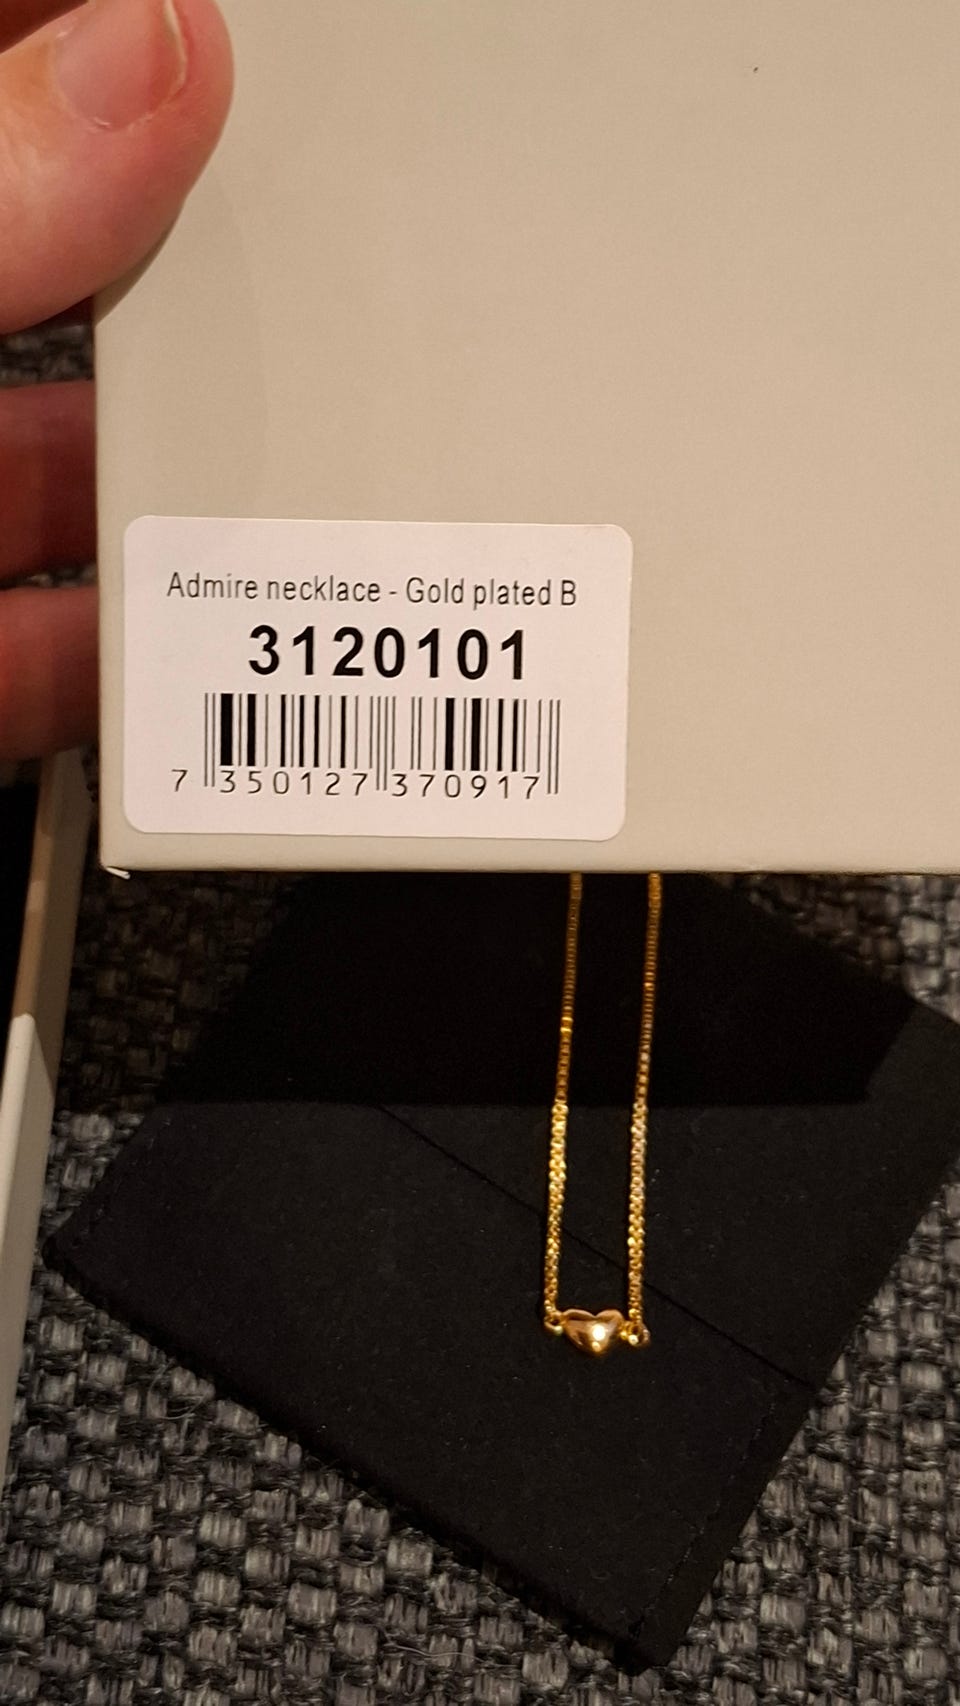 Admire necklace - Gold plated B
3120101
7 350127 370917